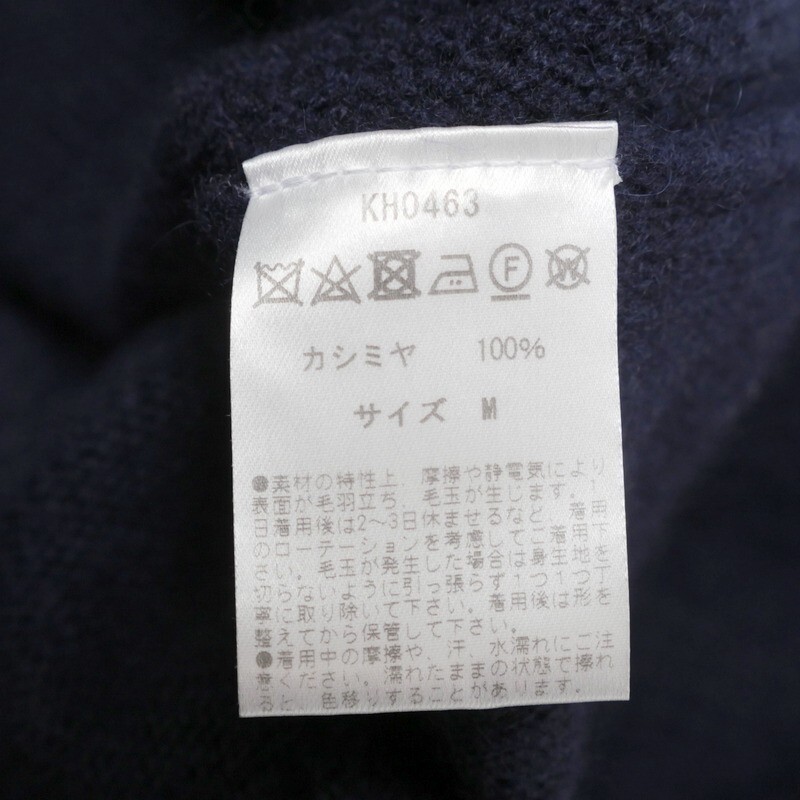 KH0463
F W
カシミヤ 100%
サイズ M
●素材の特性上、摩擦や静電気により
表面が毛羽立ち、毛玉が生じます。1
日着用後は2～3日休ませるなど着用
のローテーションを考慮しご着用下
さい。毛玉が発生した場合は身生地を
切らないように引っ張らず1つ1つ丁
寧に取り除いて下さい。着用後は形を
整えてから保管して下さい。
●着用中の摩擦や、汗、水濡れにご注
意ください。濡れたままの状態で擦れ
ると、色移りすることがあります。